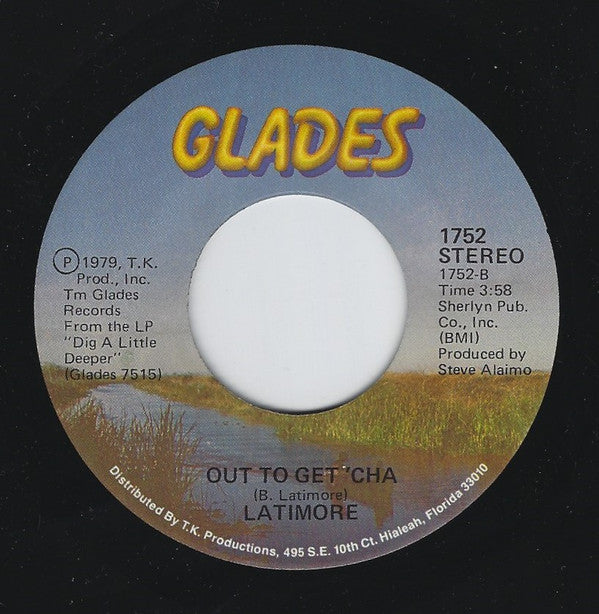 GLADES
Ⓟ1979, T.K.
Prod., Inc.
Tm Glades
Records
From the LP
"Dig A Little
Deeper"
(Glades 7515)
1752
STEREO
1752-B
Time 3:58
Sherlyn Pub.
Co., Inc.
(BMI)
Produced by
Steve Alaimo
OUT TO GET 'CHA
(B. Latimore)
LATIMORE
Distributed By T.K. Productions, 495 S.E. 10th Ct. Hialeah, Florida 33010